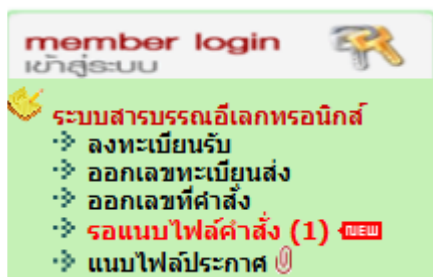 member login
เข้าสู่ระบบ
ระบบสารบรรณอีเลกทรอนิกส์
ลงทะเบียนรับ
ออกเลขทะเบียนส่ง
ออกเลขที่คำสั่ง
รอแนบไฟล์คำสั่ง (1) NEW
แนบไฟล์ประกาศ